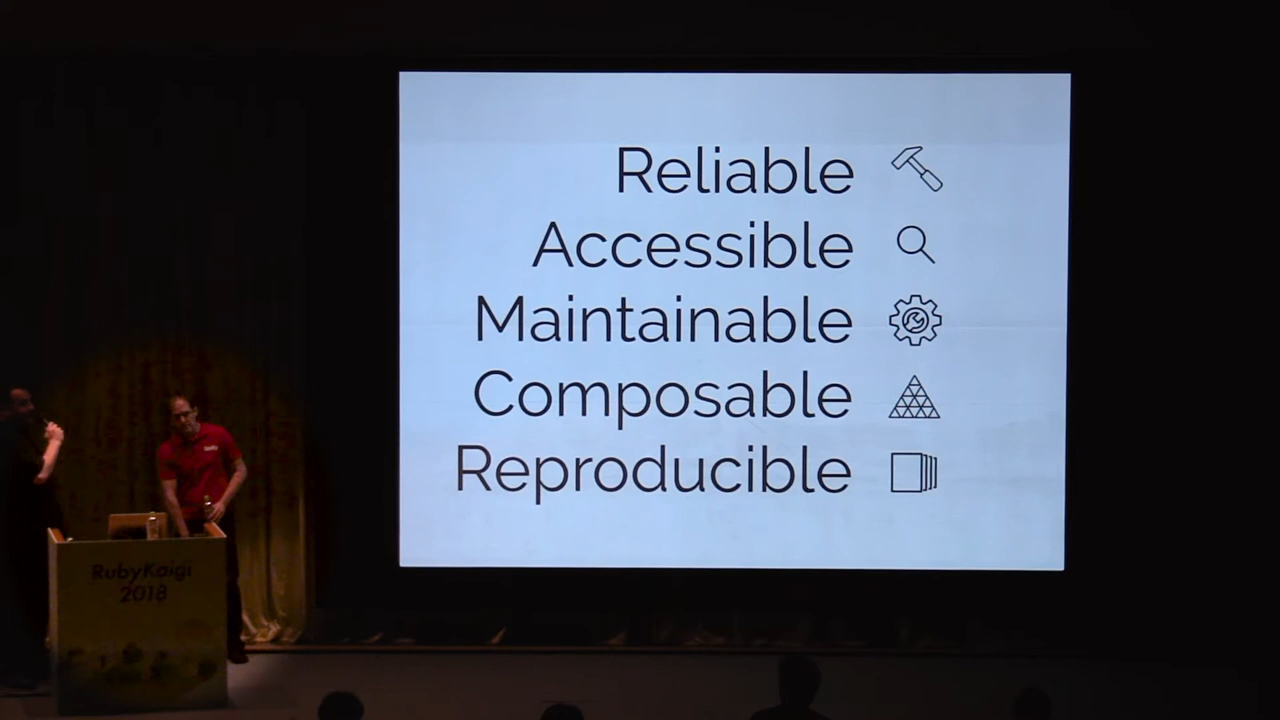 Reliable
Accessible
Maintainable
Composable
Reproducible
RubyKaigi
2018